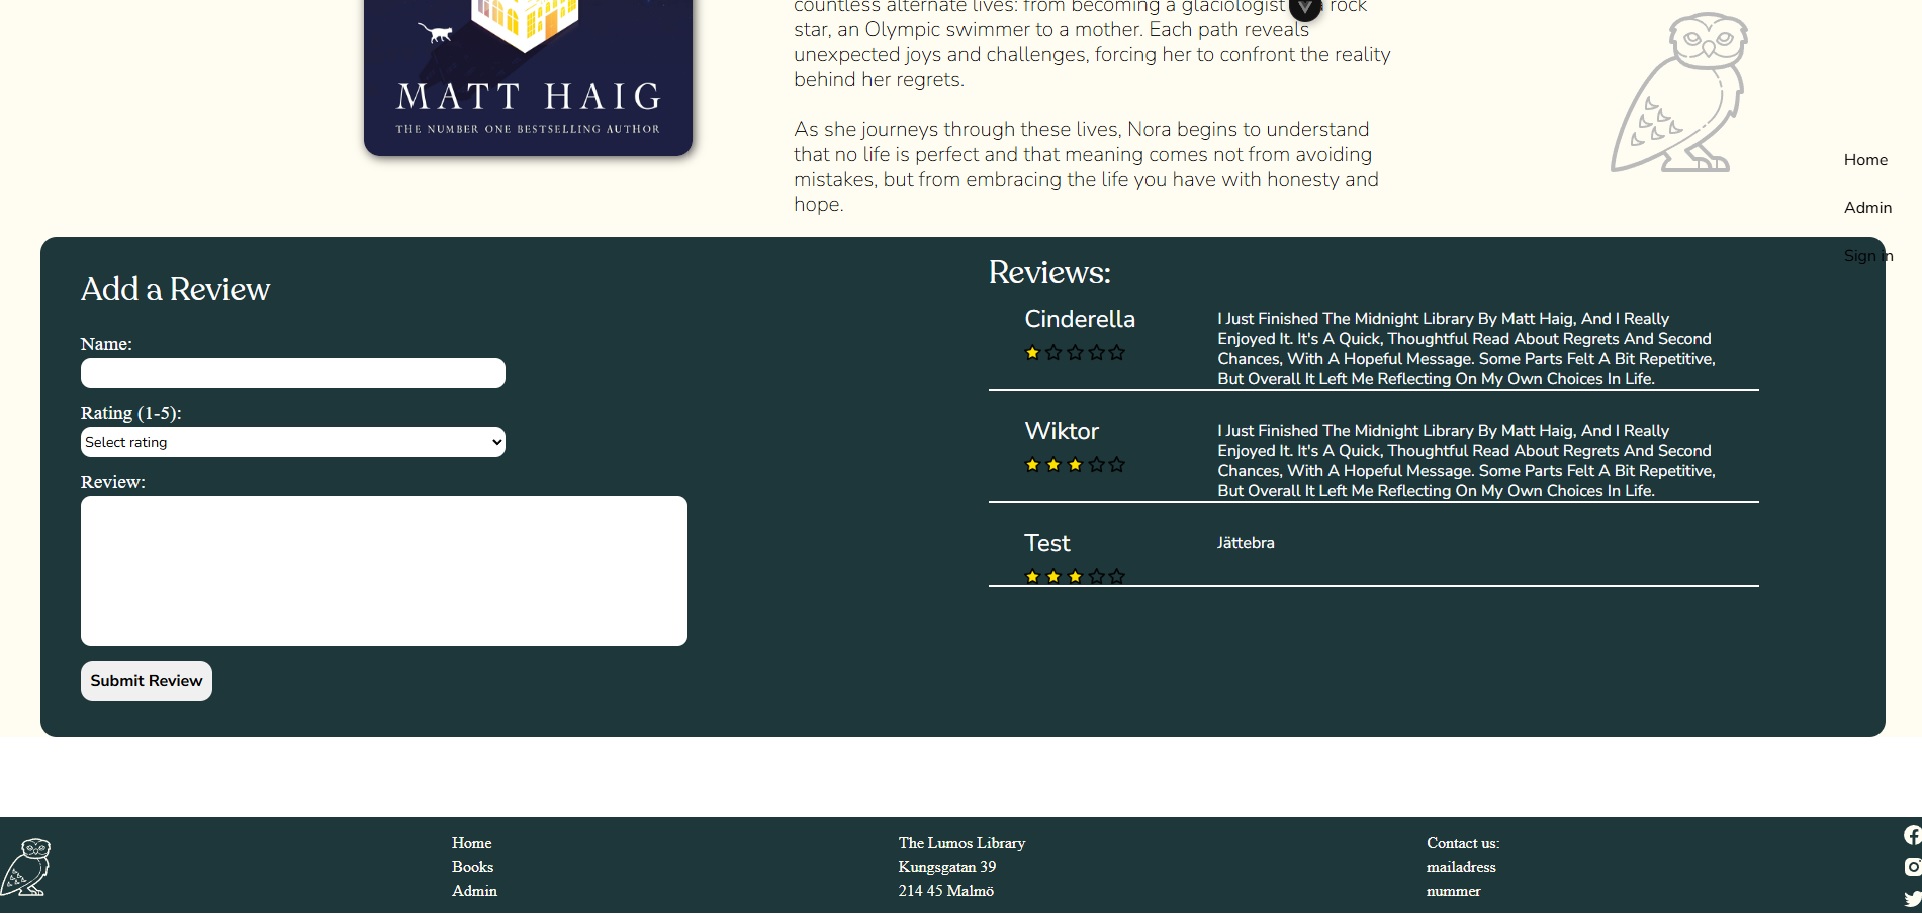 countless alternate lives: from becoming a glaciologist rock
star, an Olympic swimmer to a mother. Each path reveals
unexpected joys and challenges, forcing her to confront the reality
behind her regrets.
MATT HAIG
THE NUMBER ONE BESTSELLING AUTHOR
As she journeys through these lives, Nora begins to understand
that no life is perfect and that meaning comes not from avoiding
mistakes, but from embracing the life you have with honesty and
hope.
Home
Admin
Sign in
Add a Review
Name:
Rating (1-5):
Select rating
Review:
Submit Review
Reviews:
Cinderella
I Just Finished The Midnight Library By Matt Haig, And I Really
Enjoyed It. It's A Quick, Thoughtful Read About Regrets And Second
Chances, With A Hopeful Message. Some Parts Felt A Bit Repetitive,
But Overall It Left Me Reflecting On My Own Choices In Life.
Wiktor
I Just Finished The Midnight Library By Matt Haig, And I Really
Enjoyed It. It's A Quick, Thoughtful Read About Regrets And Second
Chances, With A Hopeful Message. Some Parts Felt A Bit Repetitive,
But Overall It Left Me Reflecting On My Own Choices In Life.
Test
Jättebra
Home
Books
Admin
The Lumos Library
Kungsgatan 39
214 45 Malmö
Contact us:
mailadress
nummer